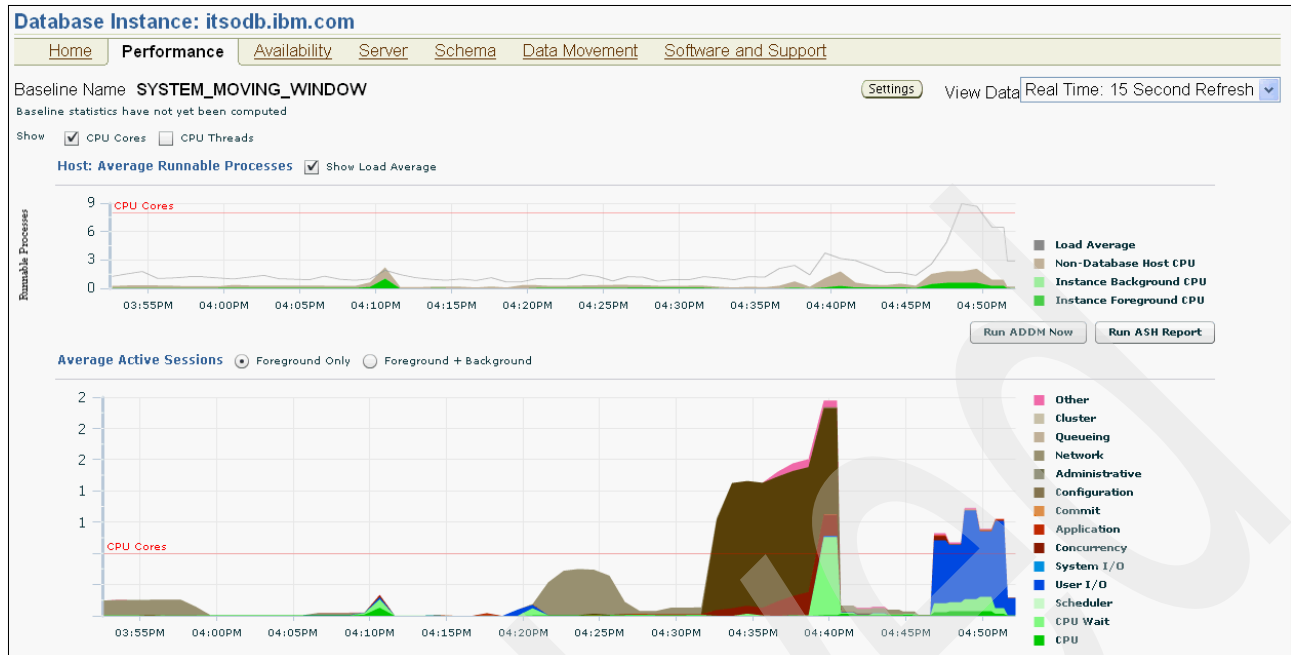 Database Instance: itsodb.ibm.com
Home Performance Availability Server Schema Data Movement Software and Support
Baseline Name SYSTEM_MOVING_WINDOW Settings View Data Real Time: 15 Second Refresh
Baseline statistics have not yet been computed
Show CPU Cores CPU Threads
Host: Average Runnable Processes Show Load Average
Runnable Processes
9
6
3
0
CPU Cores
03:55PM 04:00PM 04:05PM 04:10PM 04:15PM 04:20PM 04:25PM 04:30PM 04:35PM 04:40PM 04:45PM 04:50PM
Load Average
Non-Database Host CPU
Instance Background CPU
Instance Foreground CPU
Run ADDM Now Run ASH Report
Average Active Sessions Foreground Only Foreground + Background
2
2
2
1
1
CPU Cores
03:55PM 04:00PM 04:05PM 04:10PM 04:15PM 04:20PM 04:25PM 04:30PM 04:35PM 04:40PM 04:45PM 04:50PM
Other
Cluster
Queueing
Network
Administrative
Configuration
Commit
Application
Concurrency
System I/O
User I/O
Scheduler
CPU Wait
CPU